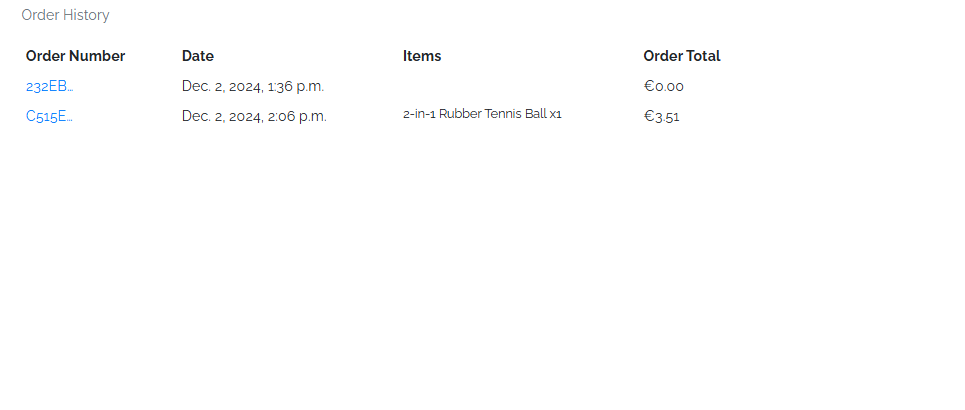 Order History
Order Number Date Items Order Total
232EB... Dec. 2, 2024, 1:36 p.m. €0.00
C515E... Dec. 2, 2024, 2:06 p.m. 2-in-1 Rubber Tennis Ball x1 €3.51